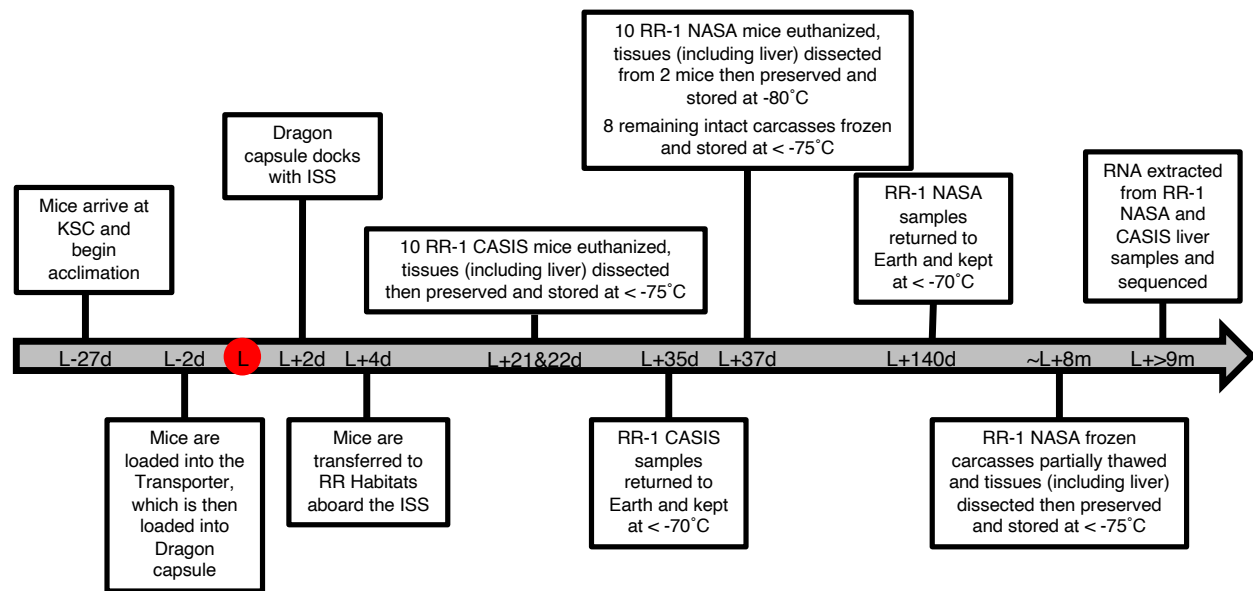 10 RR-1 NASA mice euthanized,
tissues (including liver) dissected
from 2 mice then preserved and
stored at -80˚C
8 remaining intact carcasses frozen
and stored at < -75˚C
Dragon
capsule docks
with ISS
RNA extracted
from RR-1
NASA and
CASIS liver
samples and
sequenced
RR-1 NASA
samples
returned to
Earth and kept
at < -70˚C
Mice arrive at
KSC and
begin
acclimation
10 RR-1 CASIS mice euthanized,
tissues (including liver) dissected
then preserved and stored at < -75˚C
L-27d L-2d L L+2d L+4d L+21&22d L+35d L+37d L+140d ~L+8m L+>9m
Mice are
loaded into the
Transporter,
which is then
loaded into
Dragon
capsule
Mice are
transferred to
RR Habitats
aboard the ISS
RR-1 CASIS
samples
returned to
Earth and kept
at < -70˚C
RR-1 NASA frozen
carcasses partially thawed
and tissues (including liver)
dissected then preserved
and stored at < -75˚C